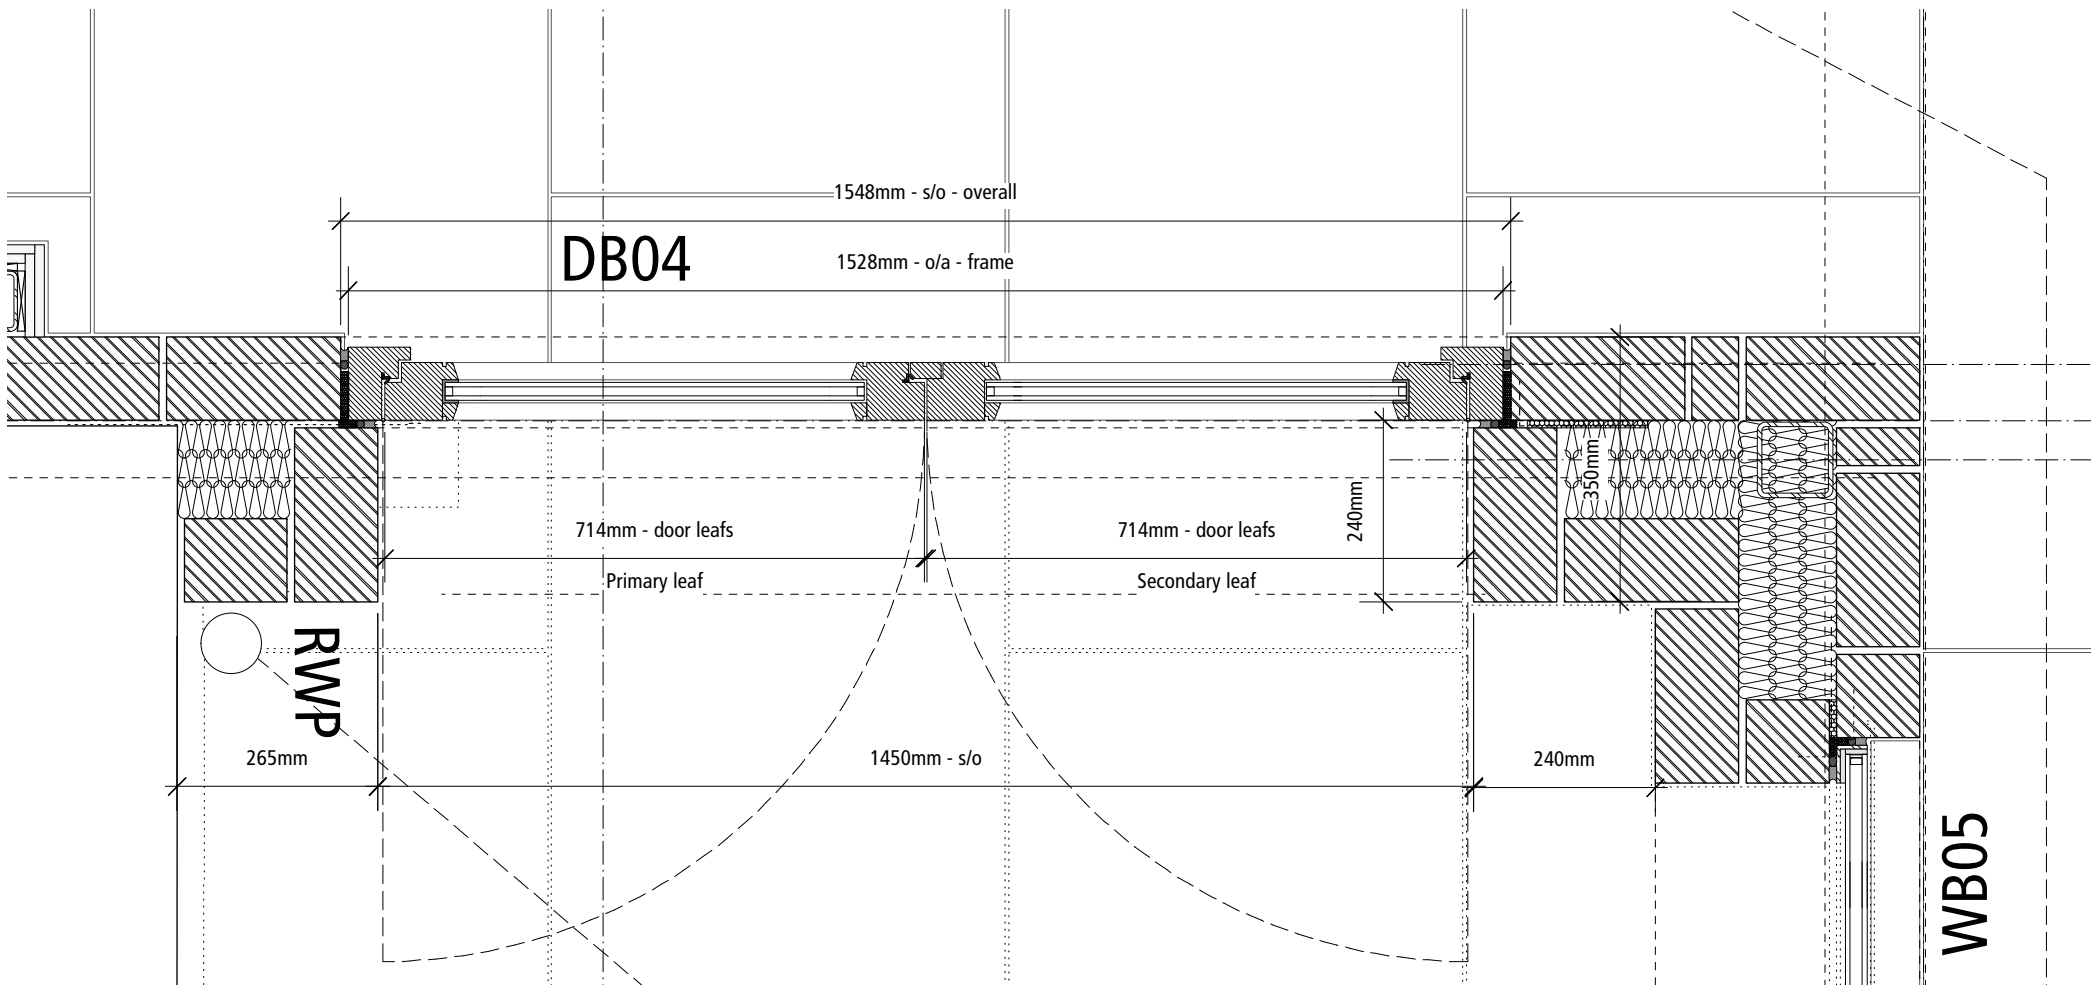 1548mm - s/o - overall
DB04
1528mm - o/a - frame
350mm
240mm
714mm - door leafs
714mm - door leafs
Primary leaf
Secondary leaf
RWP
265mm
1450mm - s/o
240mm
WB05